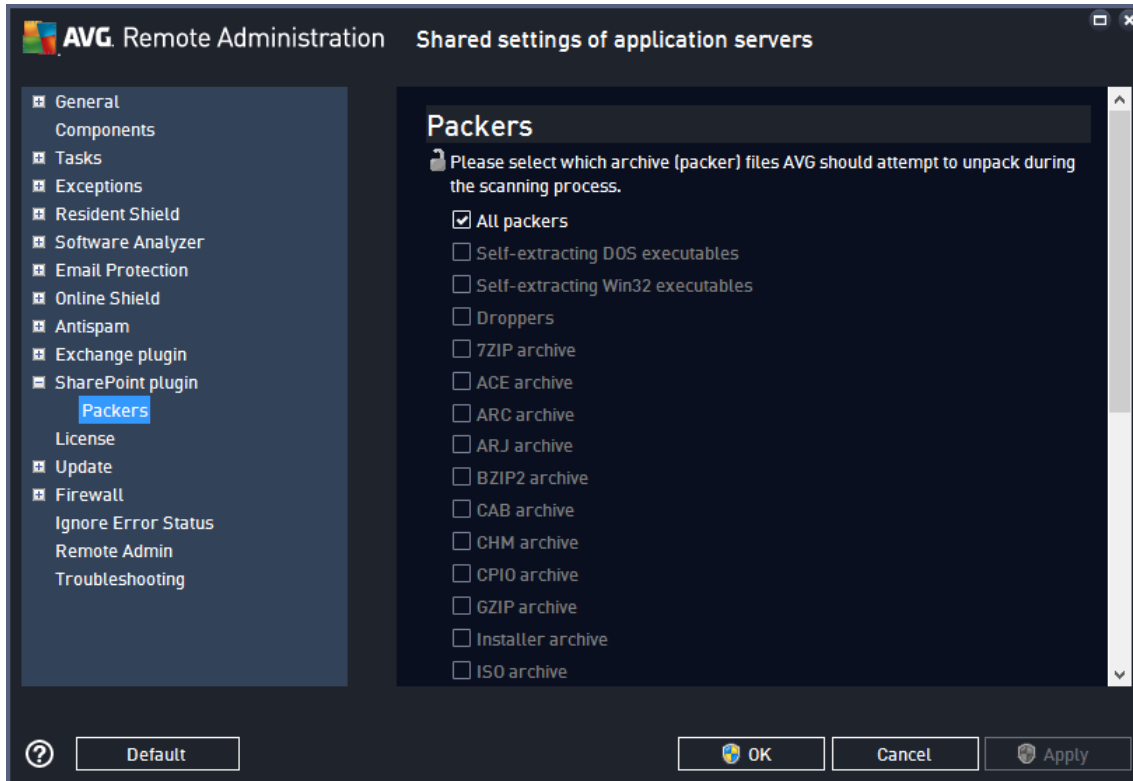 AVG. Remote Administration
Shared settings of application servers
General
Components
Tasks
Exceptions
Resident Shield
Software Analyzer
Email Protection
Online Shield
Antispam
Exchange plugin
SharePoint plugin
Packers
License
Update
Firewall
Ignore Error Status
Remote Admin
Troubleshooting
Packers
Please select which archive (packer) files AVG should attempt to unpack during
the scanning process.
All packers
Self-extracting DOS executables
Self-extracting Win32 executables
Droppers
7ZIP archive
ACE archive
ARC archive
ARJ archive
BZIP2 archive
CAB archive
CHM archive
CPIO archive
GZIP archive
Installer archive
ISO archive
? Default OK Cancel Apply